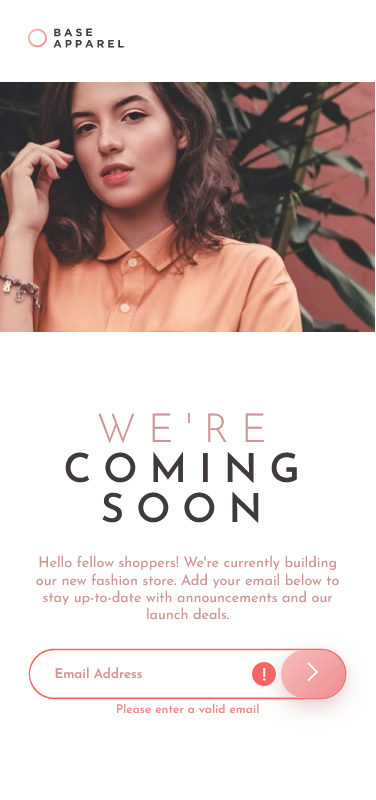 BASE
APPAREL
WE'RE
COMING
SOON
Hello fellow shoppers! We're currently building
our new fashion store. Add your email below to
stay up-to-date with announcements and our
launch deals.
Email Address
!
Please enter a valid email